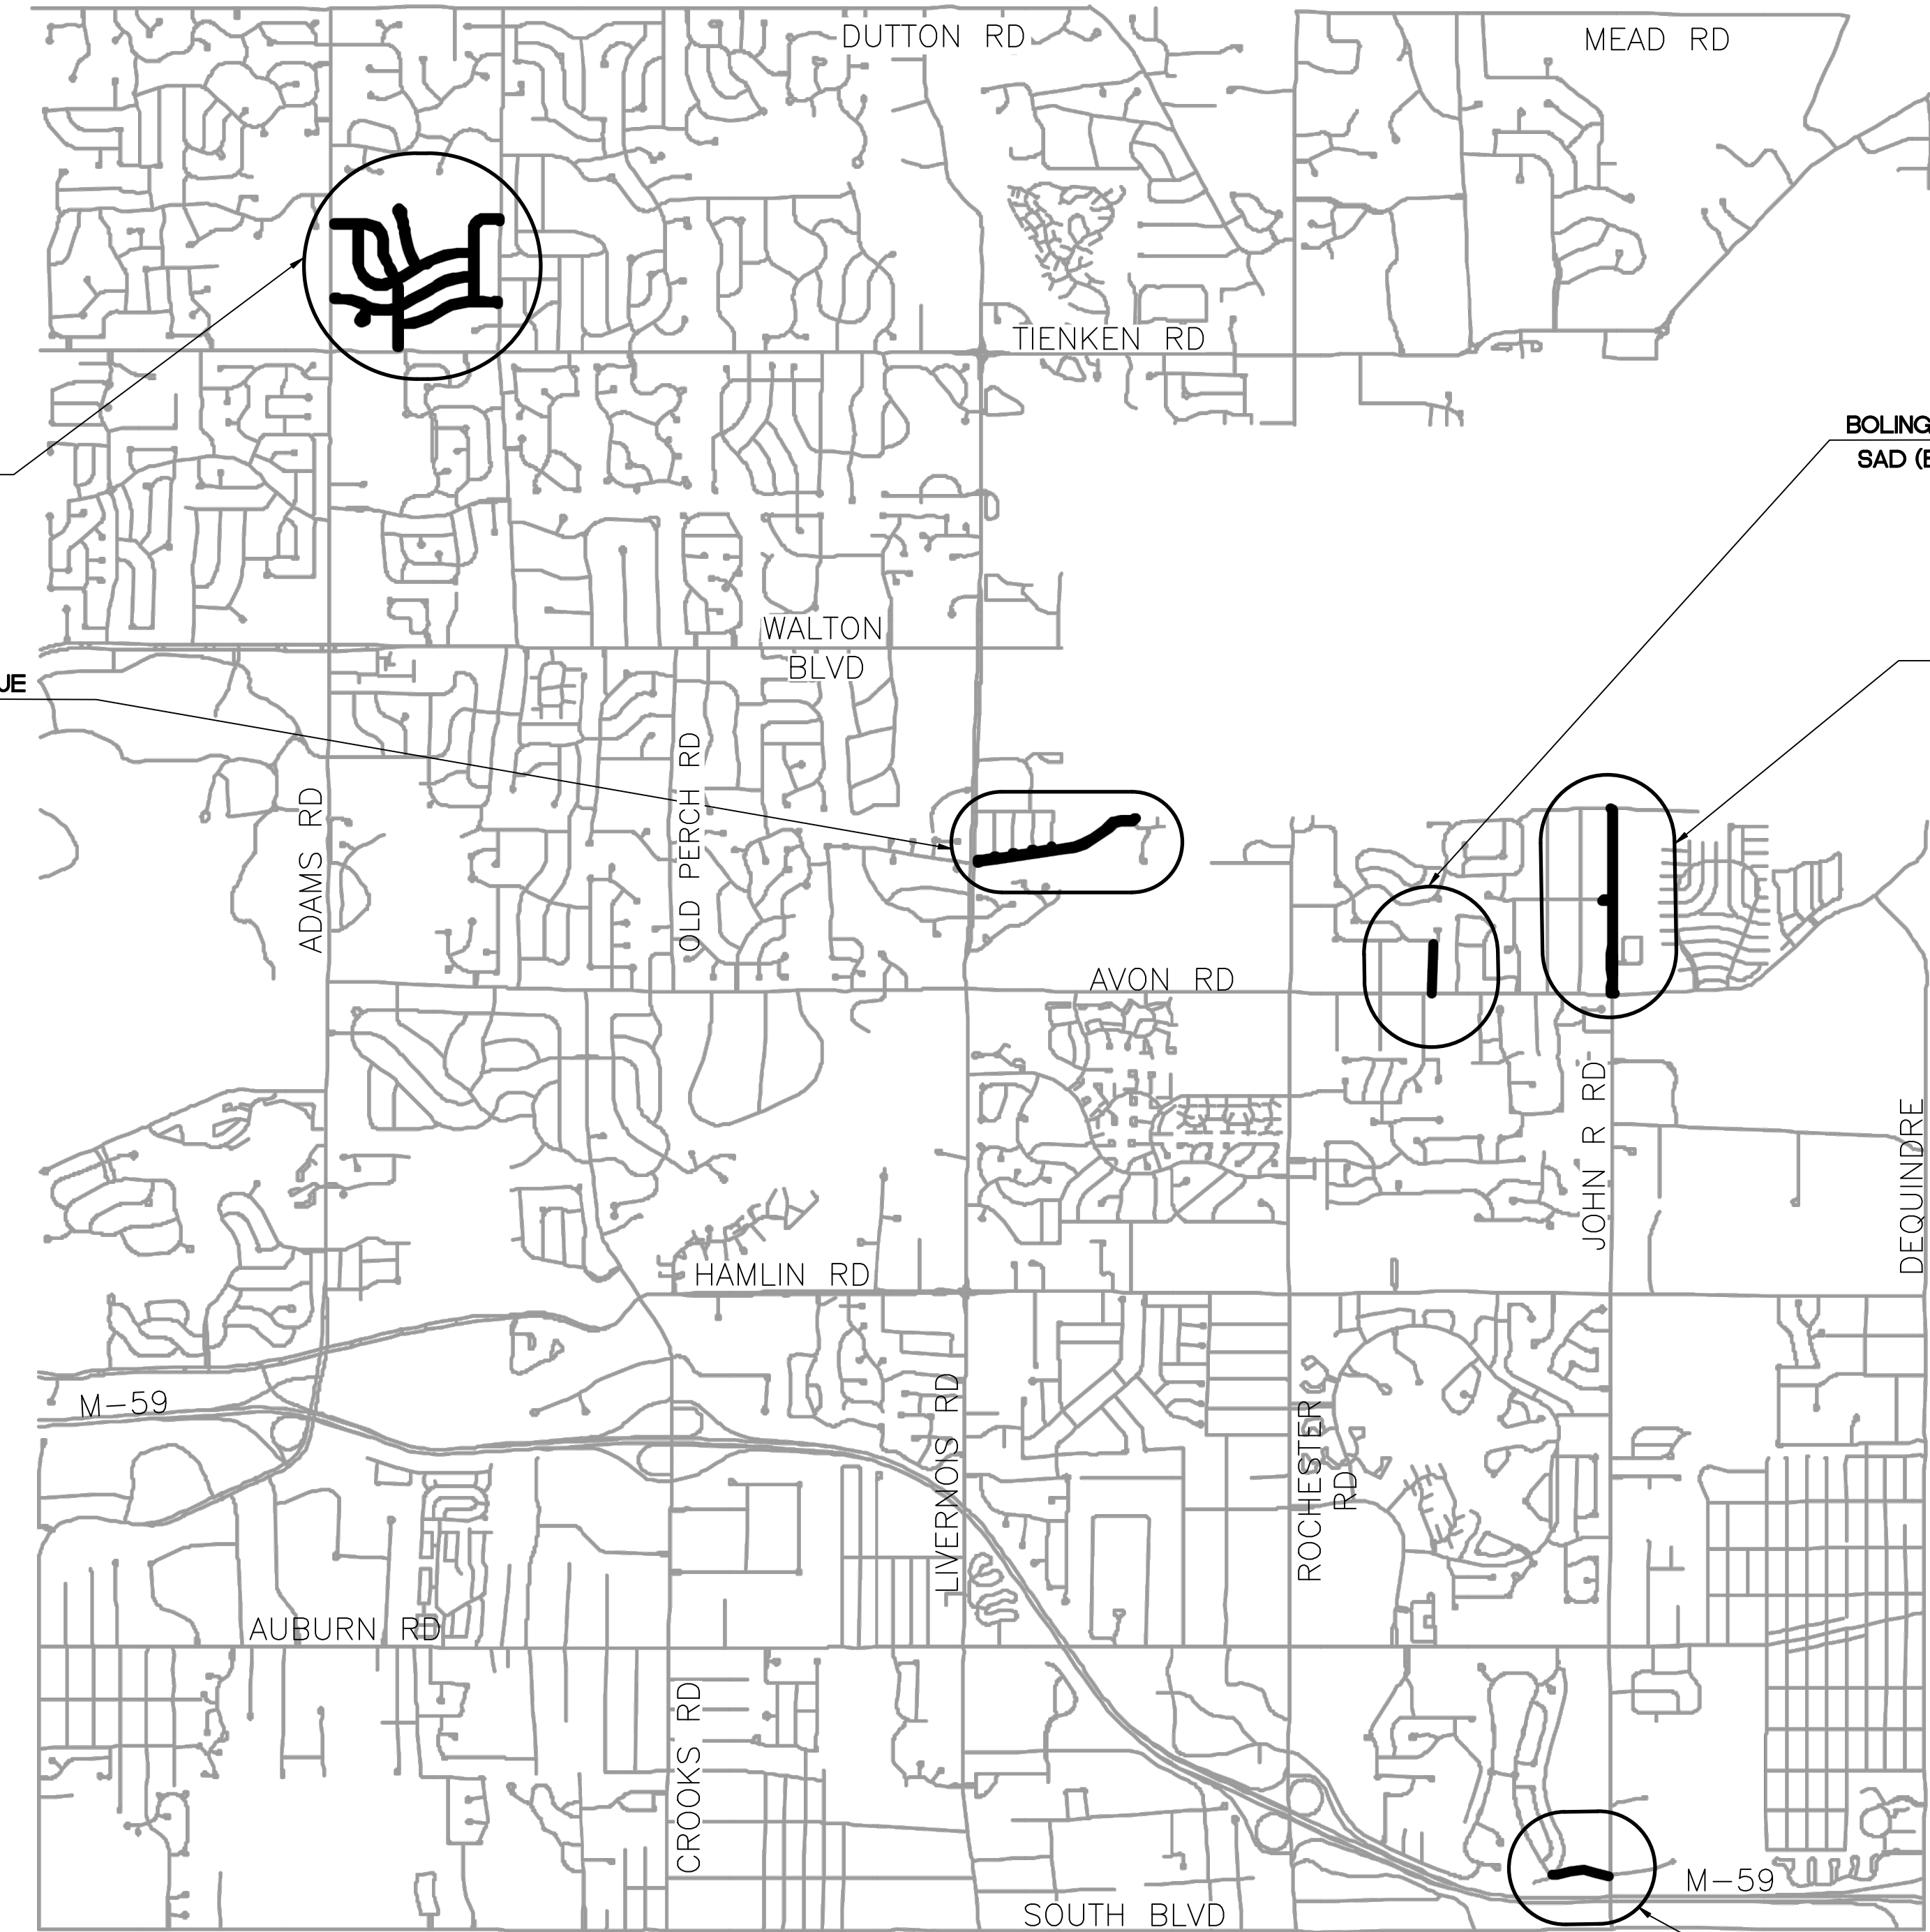 DUTTON RD
MEAD RD
TIENKEN RD
BOLING
SAD (E
WALTON
BLVD
UE
OLD PERCH RD
ADAMS RD
AVON RD
JOHN R RD
DEQUINDRE
HAMLIN RD
M-59
LIVERNOIS RD
ROCHESTER
RD
AUBURN RD
CROOKS RD
M-59
SOUTH BLVD